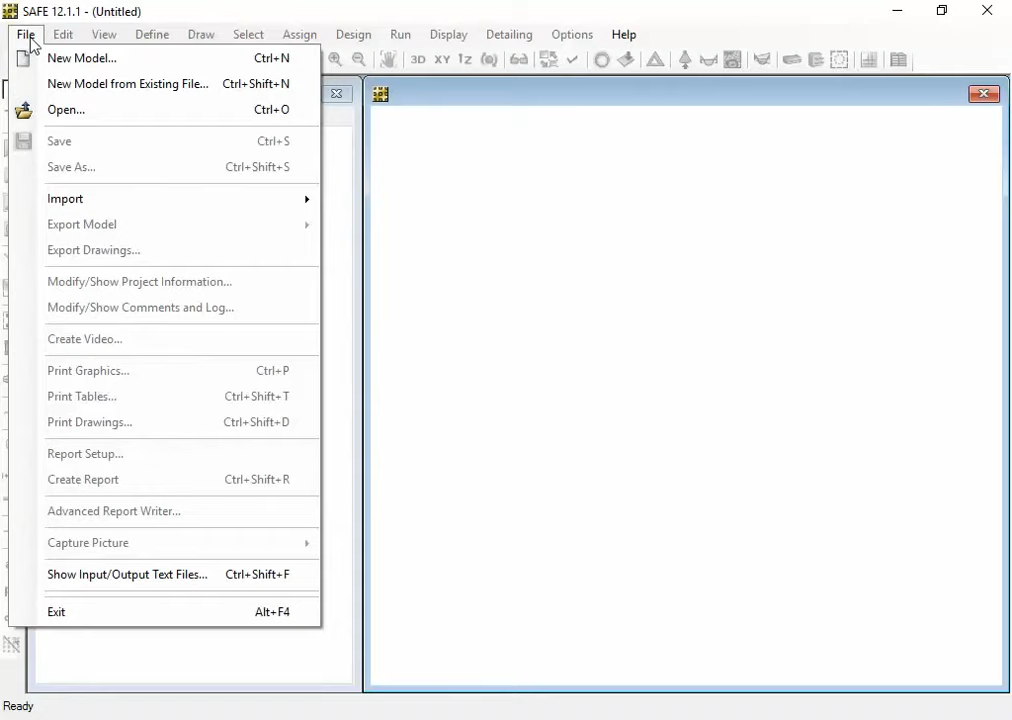 SAFE 12.1.1 - (Untitled)
File Edit View Define Draw Select Assign Design Run Display Detailing Options Help
3D XY
New Model... Ctrl+N
New Model from Existing File... Ctrl+Shift+N
Open... Ctrl+O
Save Ctrl+S
Save As... Ctrl+Shift+S
Import
Export Model
Export Drawings...
Modify/Show Project Information...
Modify/Show Comments and Log...
Create Video...
Print Graphics... Ctrl+P
Print Tables... Ctrl+Shift+T
Print Drawings... Ctrl+Shift+D
Report Setup...
Create Report Ctrl+Shift+R
Advanced Report Writer...
Capture Picture
Show Input/Output Text Files... Ctrl+Shift+F
Exit Alt+F4
Ready